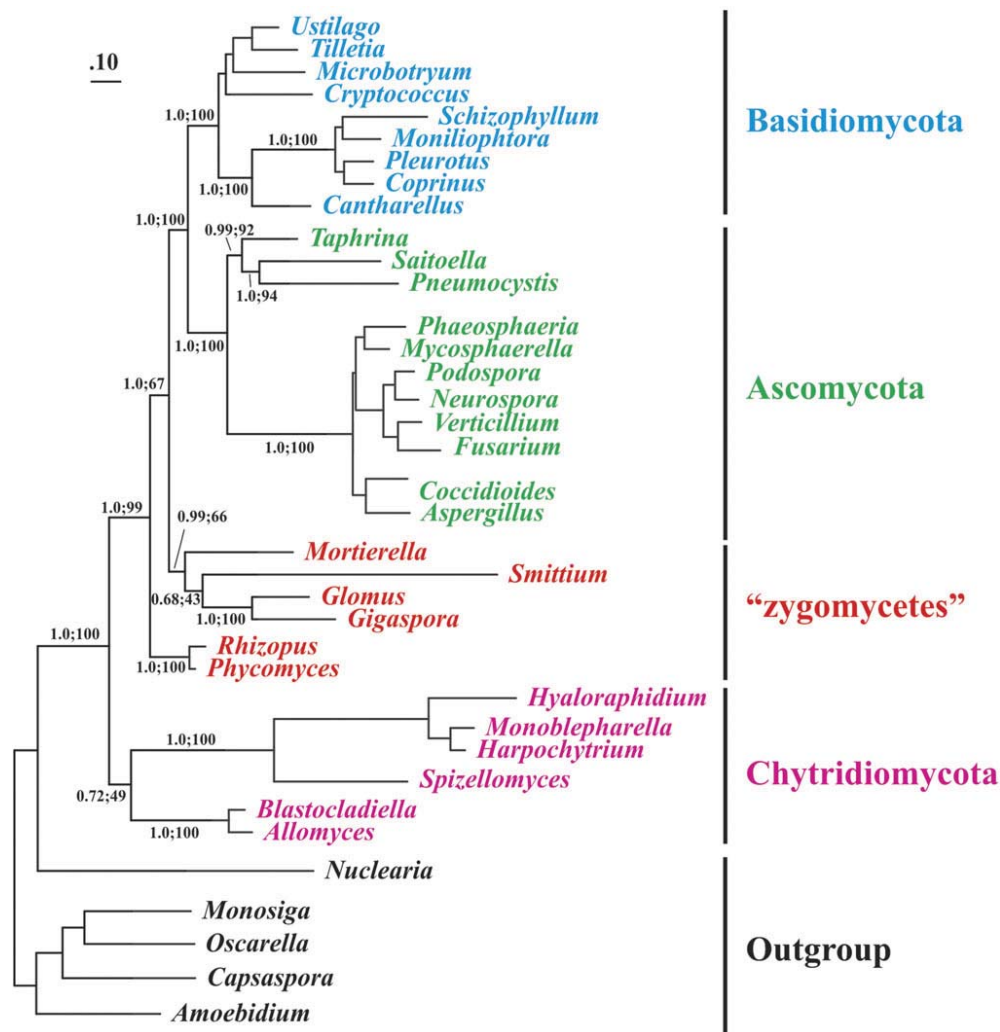 Ustilago
Tilletia
.10
Microbotryum
Cryptococcus
1.0;100
Schizophyllum
Basidiomycota
1.0;100
Moniliophtora
Pleurotus
1.0;100
Coprinus
Cantharellus
1.0;100
0.99;92
Taphrina
Saitoella
1.0;94
Pneumocystis
Phaeosphaeria
1.0;100
Mycosphaerella
Podospora
1.0;67
Ascomycota
Neurospora
Verticillium
1.0;100
Fusarium
Coccidioides
1.0;99
Aspergillus
0.99;66
Mortierella
Smittium
0.68;43
Glomus
“zygomycetes”
1.0;100
Gigaspora
1.0;100
Rhizopus
1.0;100
Phycomyces
Hyaloraphidium
Monoblepharella
1.0;100
Harpochytrium
Chytridiomycota
0.72;49
Spizellomyces
Blastocladiella
1.0;100
Allomyces
Nuclearia
Monosiga
Oscarella
Outgroup
Capsaspora
Amoebidium